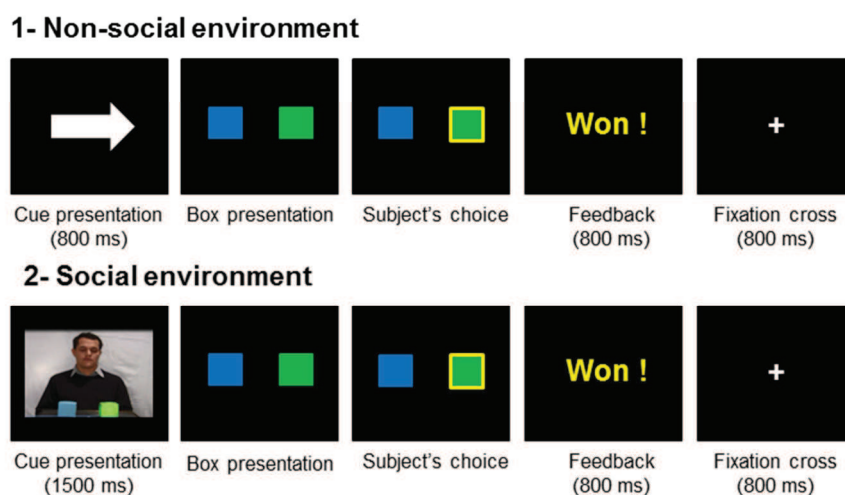 1- Non-social environment
Won !
+
Cue presentation
(800 ms)
Box presentation
Subject's choice
Feedback
(800 ms)
Fixation cross
(800 ms)
2- Social environment
Won !
+
Cue presentation
(1500 ms)
Box presentation
Subject's choice
Feedback
(800 ms)
Fixation cross
(800 ms)